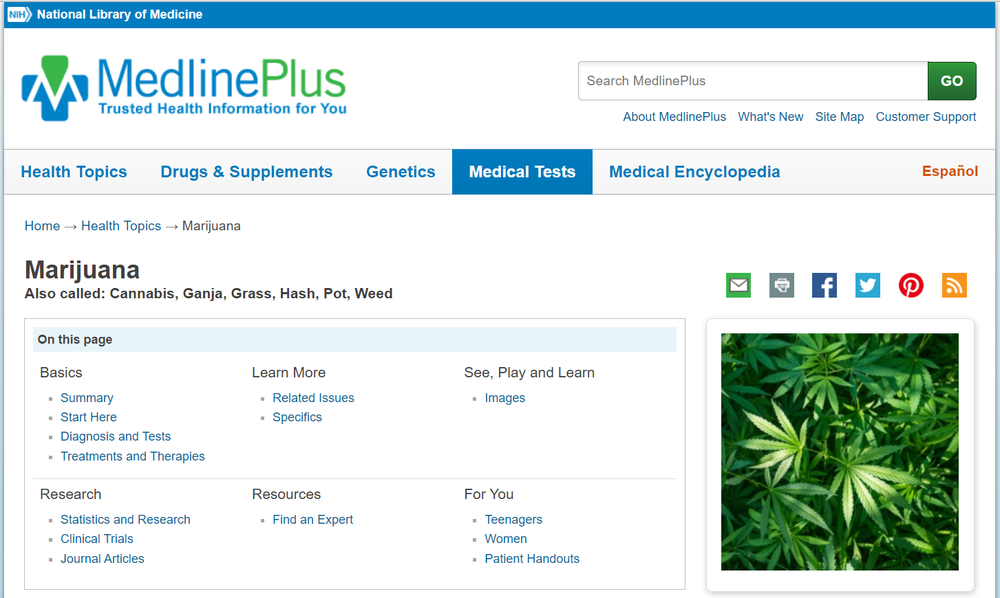 NIH National Library of Medicine
MedlinePlus
Trusted Health Information for You
Search MedlinePlus GO
About MedlinePlus What's New Site Map Customer Support
Health Topics Drugs & Supplements Genetics Medical Tests Medical Encyclopedia Español
Home → Health Topics → Marijuana
Marijuana
Also called: Cannabis, Ganja, Grass, Hash, Pot, Weed
On this page
Basics
Summary
Start Here
Diagnosis and Tests
Treatments and Therapies
Learn More
Related Issues
Specifics
See, Play and Learn
Images
Research
Statistics and Research
Clinical Trials
Journal Articles
Resources
Find an Expert
For You
Teenagers
Women
Patient Handouts